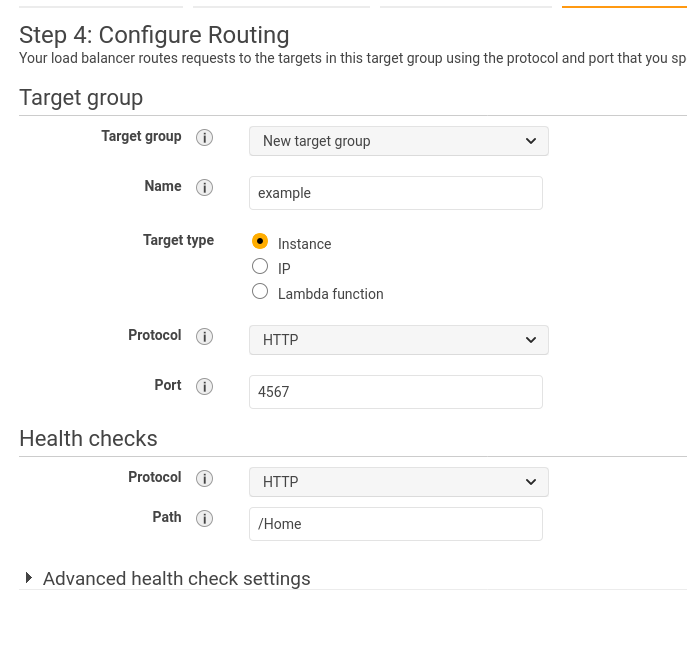 Step 4: Configure Routing
Your load balancer routes requests to the targets in this target group using the protocol and port that you sp
Target group
Target group i New target group
Name i example
Target type Instance
IP
Lambda function
Protocol i HTTP
Port i 4567
Health checks
Protocol i HTTP
Path i /Home
Advanced health check settings